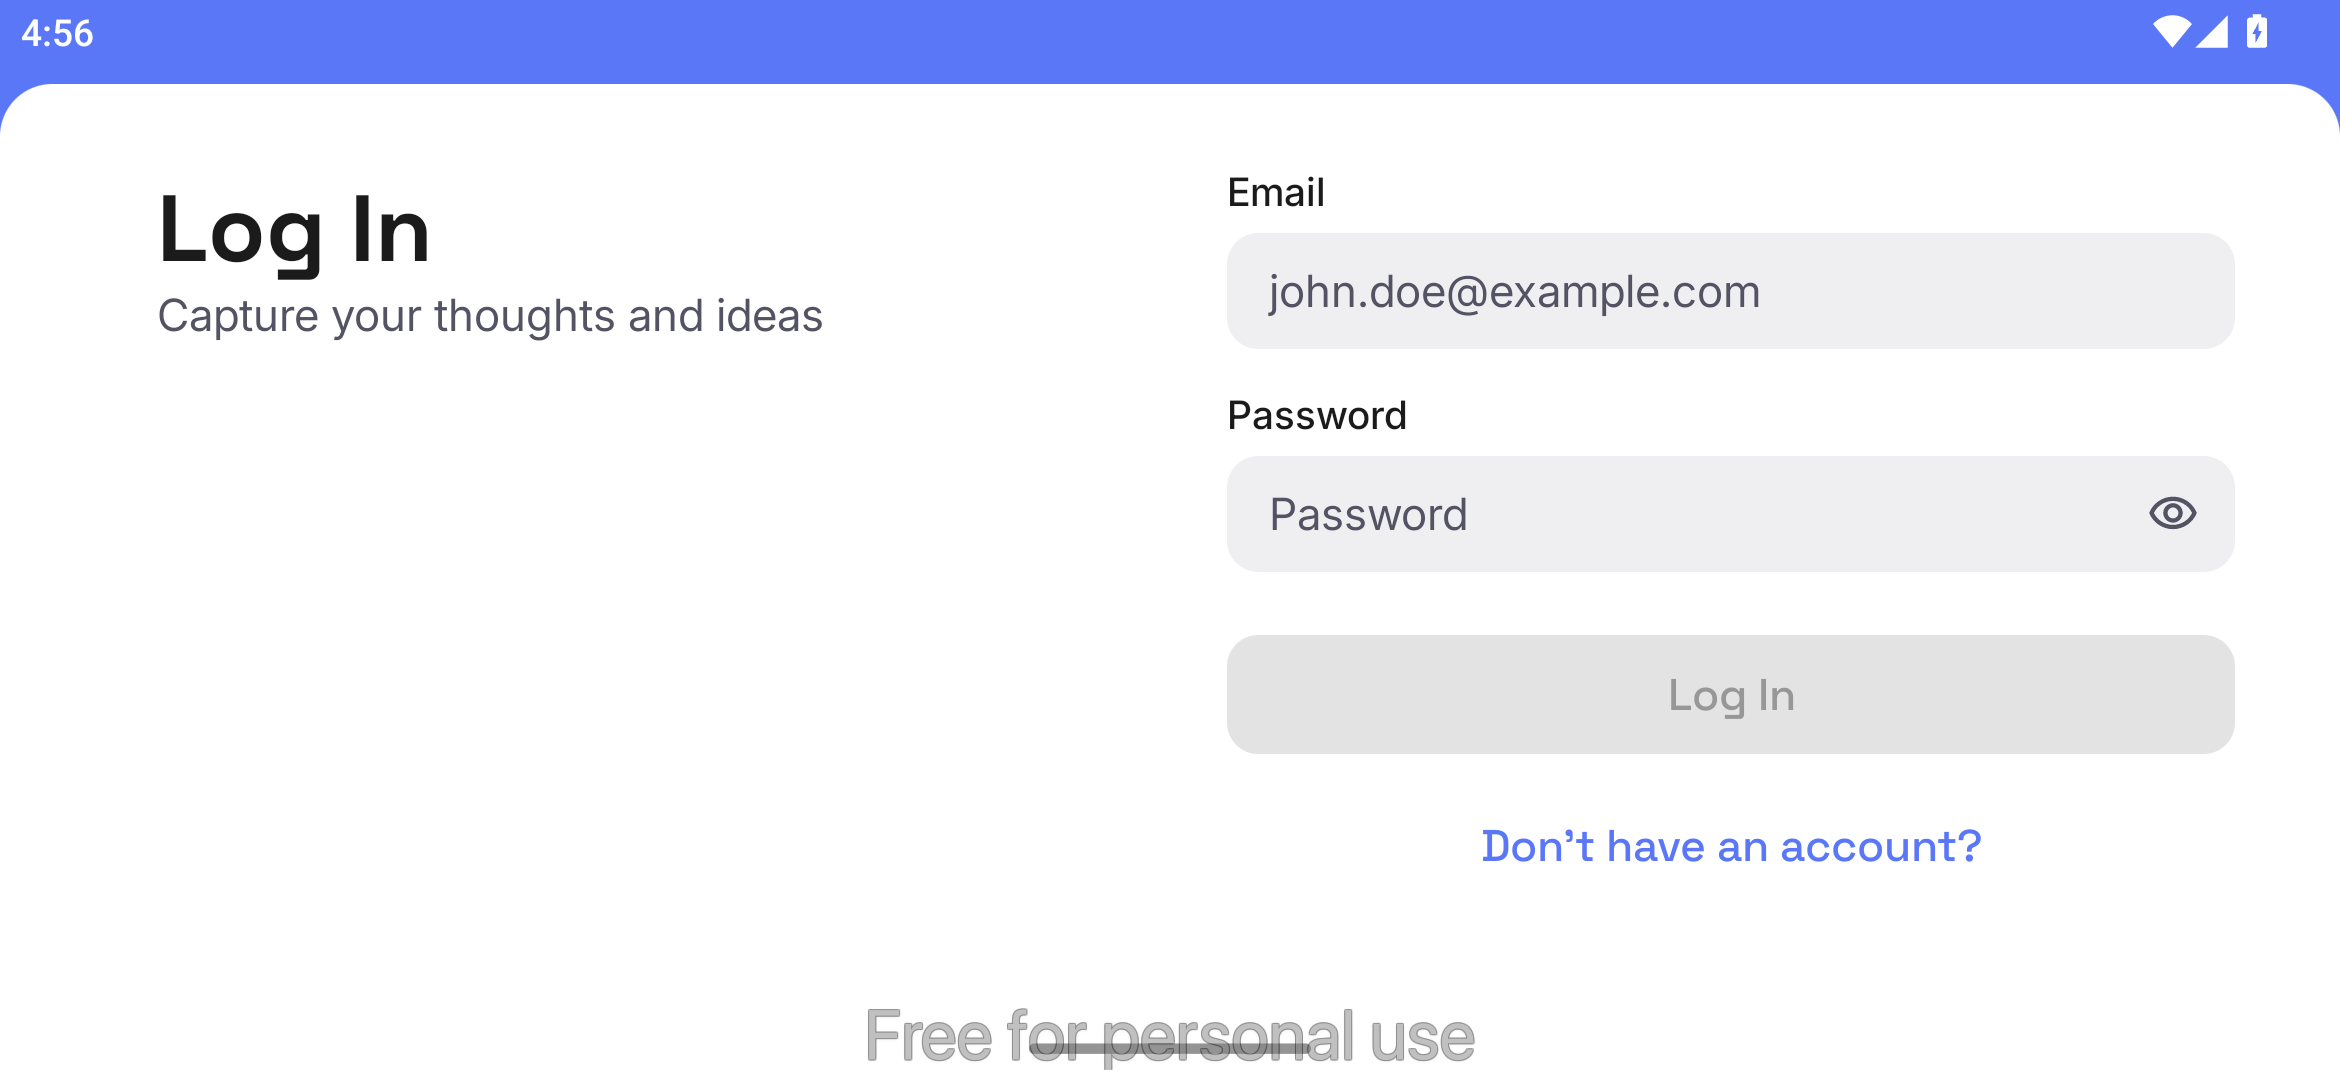 4:56
Log In
Capture your thoughts and ideas
Email
john.doe@example.com
Password
Password
Log In
Don't have an account?
Free for personal use